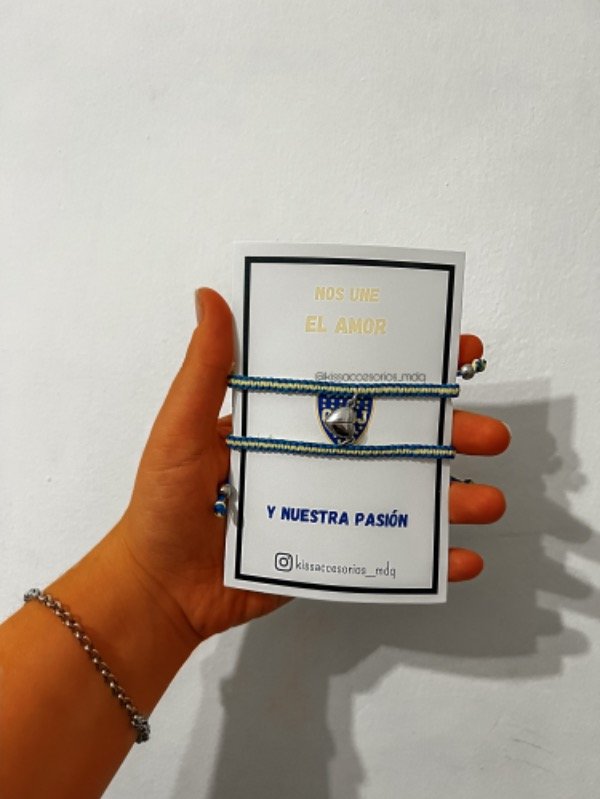 NOS UNE
EL AMOR
@kissaccesorios_mdq
Y NUESTRA PASIÓN
kissaccesorios_mdq